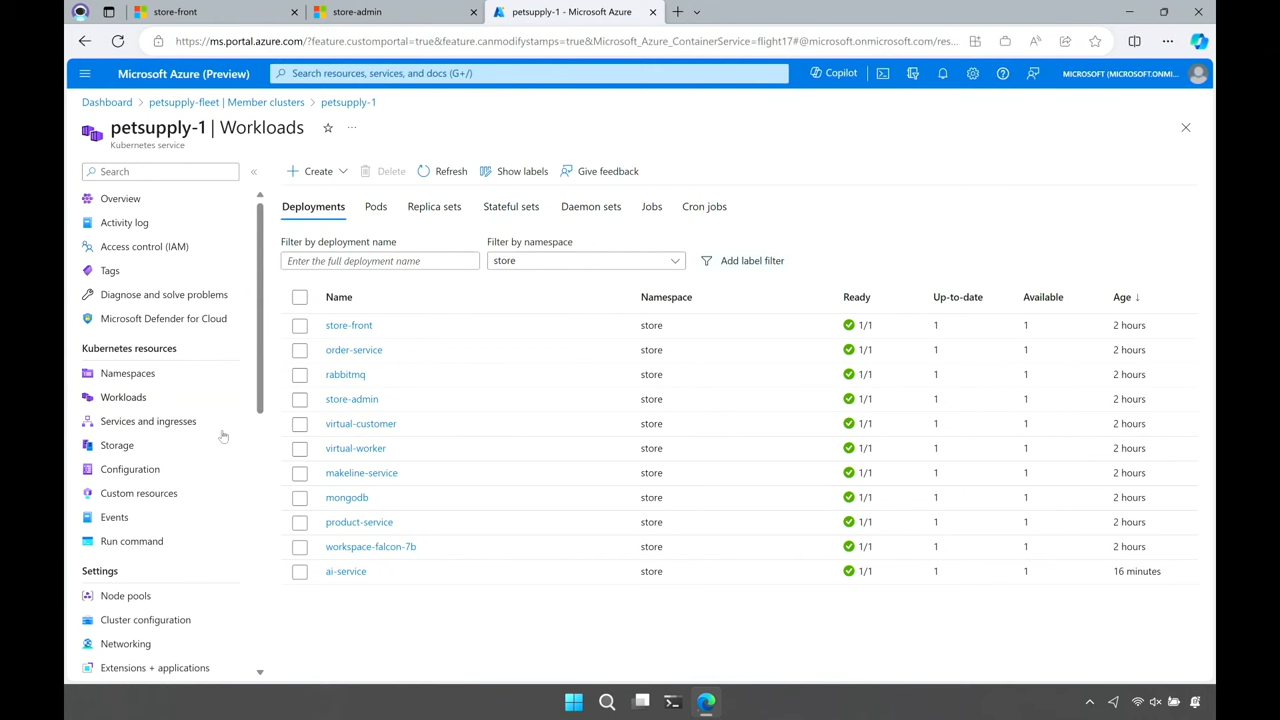 store-front
store-admin
petsupply-1 - Microsoft Azure
https://ms.portal.azure.com/?feature.customportal=true&feature.canmodifystamps=true&Microsoft_Azure_ContainerService=flight17#@microsoft.onmicrosoft.com/res...
Microsoft Azure (Preview)
Search resources, services, and docs (G+/)
Copilot
MICROSOFT (MICROSOFT.ONMI...
Dashboard > petsupply-fleet | Member clusters > petsupply-1
petsupply-1 | Workloads
Kubernetes service
Search
Create
Delete
Refresh
Show labels
Give feedback
Overview
Activity log
Access control (IAM)
Tags
Diagnose and solve problems
Microsoft Defender for Cloud
Kubernetes resources
Namespaces
Workloads
Services and ingresses
Storage
Configuration
Custom resources
Events
Run command
Settings
Node pools
Cluster configuration
Networking
Extensions + applications
Deployments Pods Replica sets Stateful sets Daemon sets Jobs Cron jobs
Filter by deployment name
Enter the full deployment name
Filter by namespace
store
Add label filter
Name Namespace Ready Up-to-date Available Age ↓
store-front store 1/1 1 1 2 hours
order-service store 1/1 1 1 2 hours
rabbitmq store 1/1 1 1 2 hours
store-admin store 1/1 1 1 2 hours
virtual-customer store 1/1 1 1 2 hours
virtual-worker store 1/1 1 1 2 hours
makeline-service store 1/1 1 1 2 hours
mongodb store 1/1 1 1 2 hours
product-service store 1/1 1 1 2 hours
workspace-falcon-7b store 1/1 1 1 2 hours
ai-service store 1/1 1 1 16 minutes